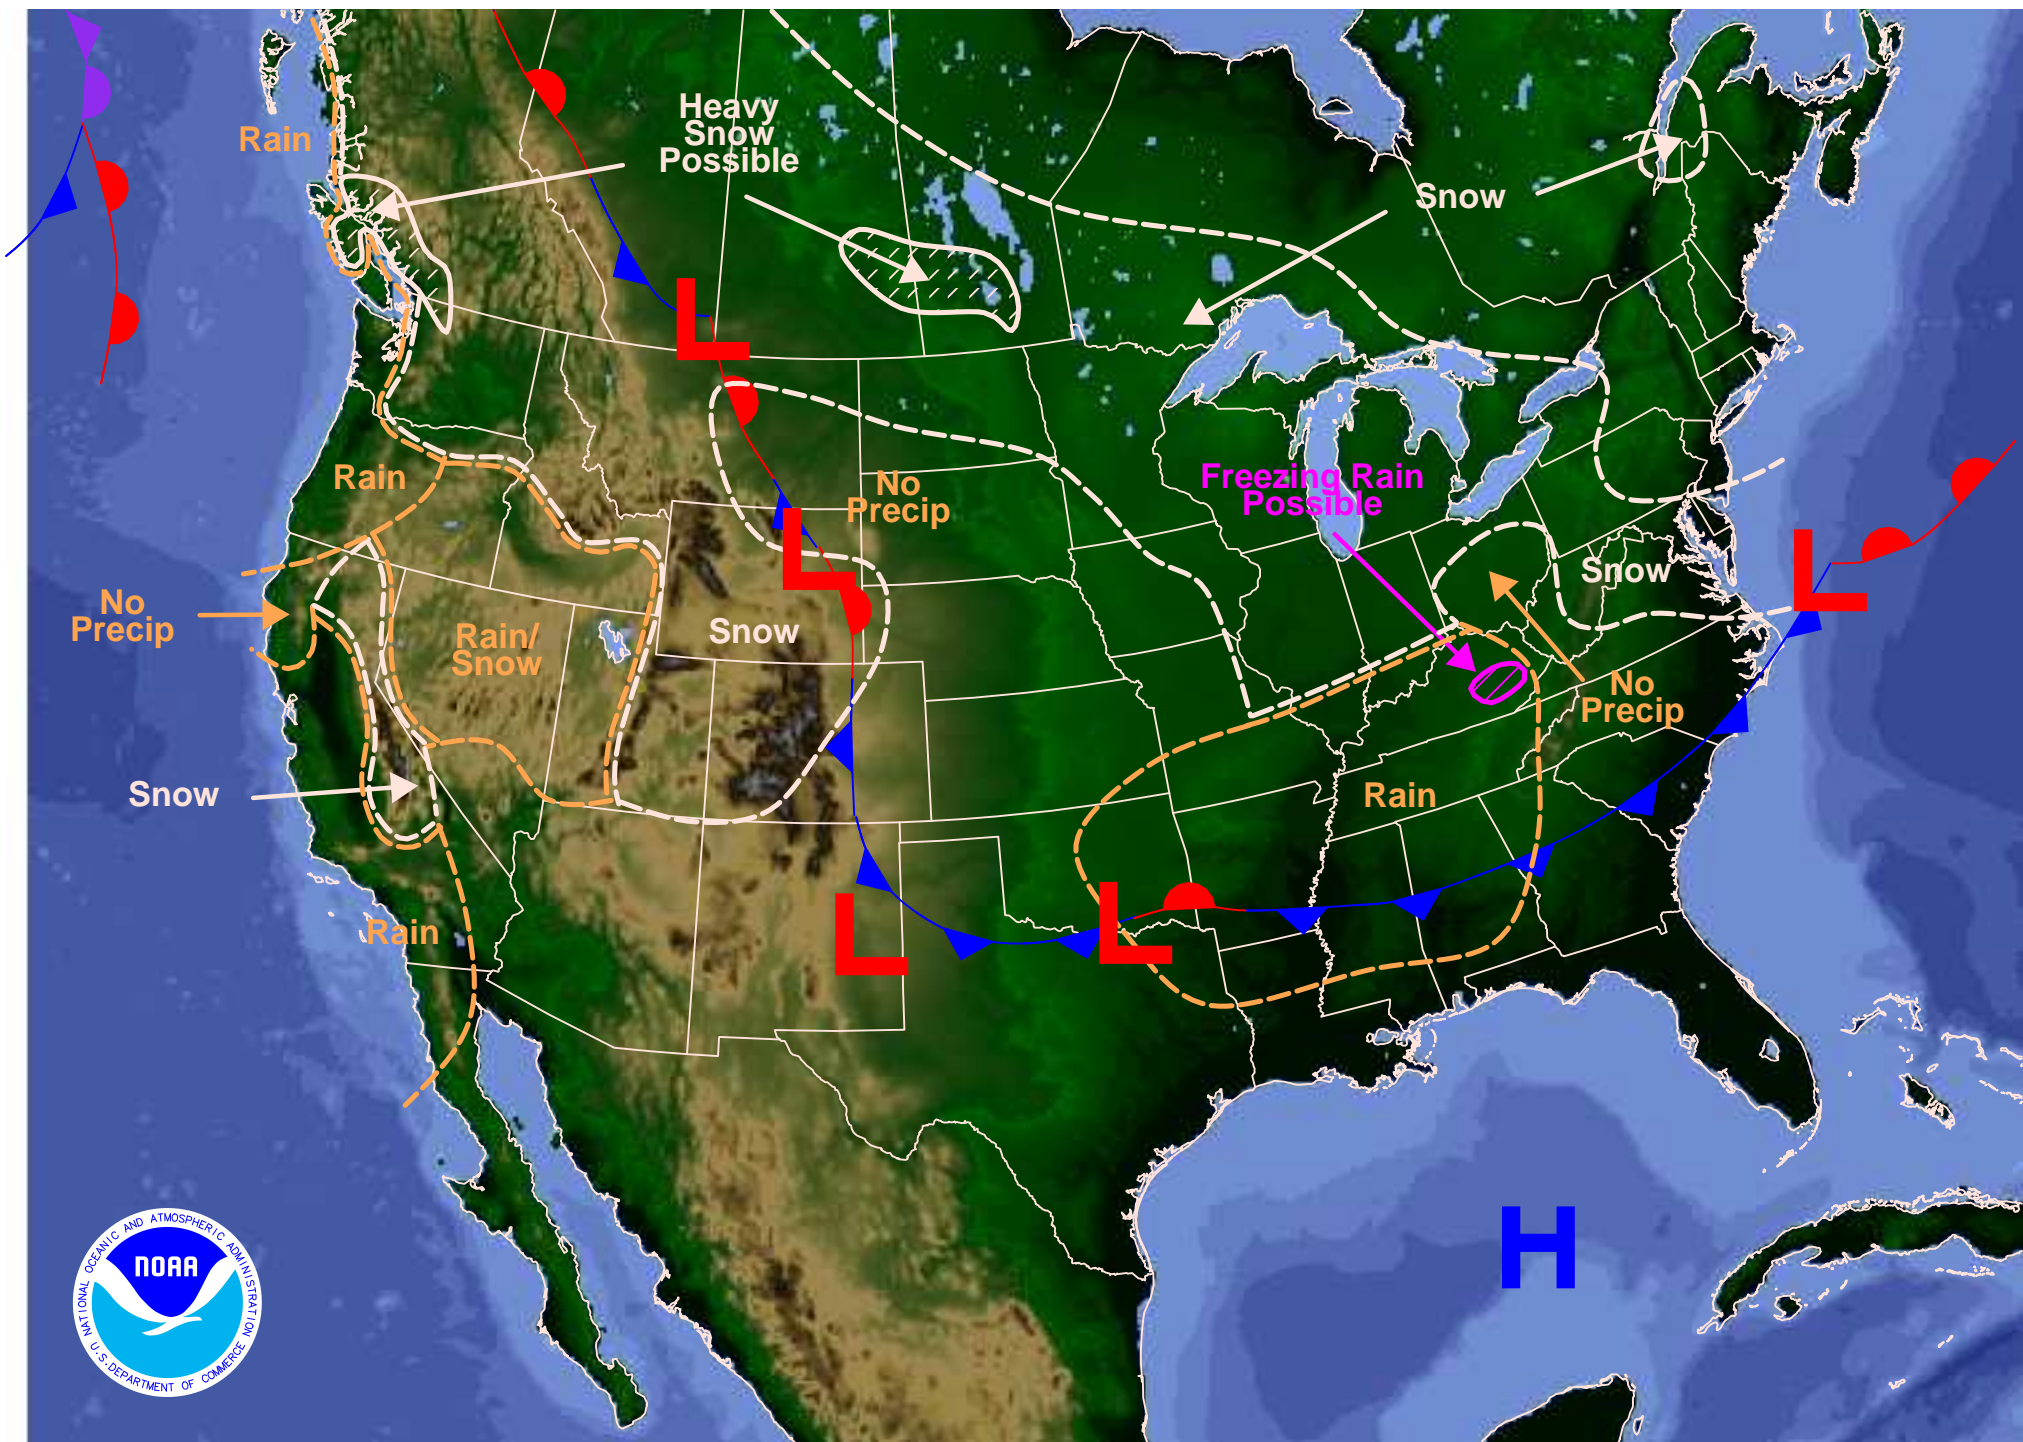 Heavy
Snow
Possible
Rain
Snow
Rain
No
Precip
Freezing Rain
Possible
Snow
No
Precip
Rain/
Snow
Snow
No
Precip
Snow
Rain
Rain
L
L
L
L
L
H
NATIONAL OCEANIC AND ATMOSPHERIC ADMINISTRATION
NOAA
U.S. DEPARTMENT OF COMMERCE